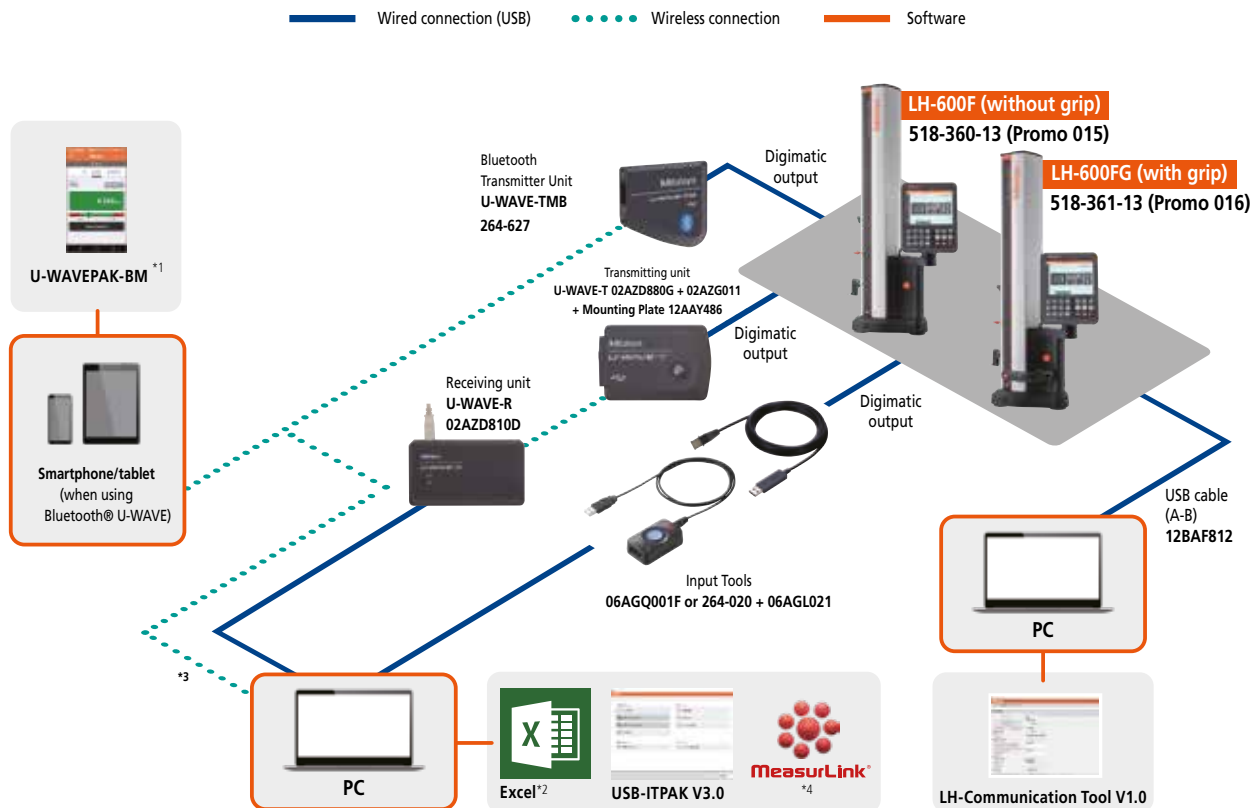 Wired connection (USB)
Wireless connection
Software
LH-600F (without grip)
518-360-13 (Promo 015)
LH-600FG (with grip)
518-361-13 (Promo 016)
Bluetooth
Transmitter Unit
U-WAVE-TMB
264-627
Mitutoyo
Digimatic
output
U-WAVEPAK-BM *1
Transmitting unit
U-WAVE-T 02AZD880G + 02AZG011
+ Mounting Plate 12AAY486
Mitutoyo
U-WAVE-T
Digimatic
output
Receiving unit
U-WAVE-R
02AZD810D
Digimatic
output
Smartphone/tablet
(when using
Bluetooth® U-WAVE)
USB cable
(A-B)
12BAF812
Input Tools
06AGQ001F or 264-020 + 06AGL021
PC
*3
PC
X
Excel*2
USB-ITPAK V3.0
MeasurLink®
*4
LH-Communication Tool V1.0